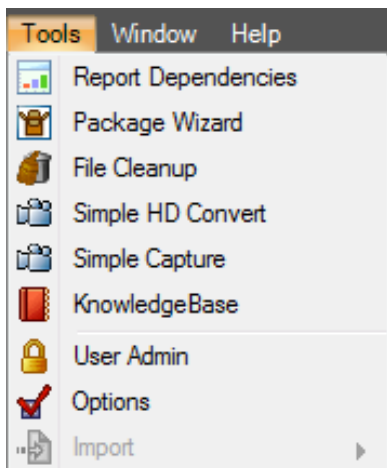 Tools Window Help
Report Dependencies
Package Wizard
File Cleanup
Simple HD Convert
Simple Capture
KnowledgeBase
User Admin
Options
Import